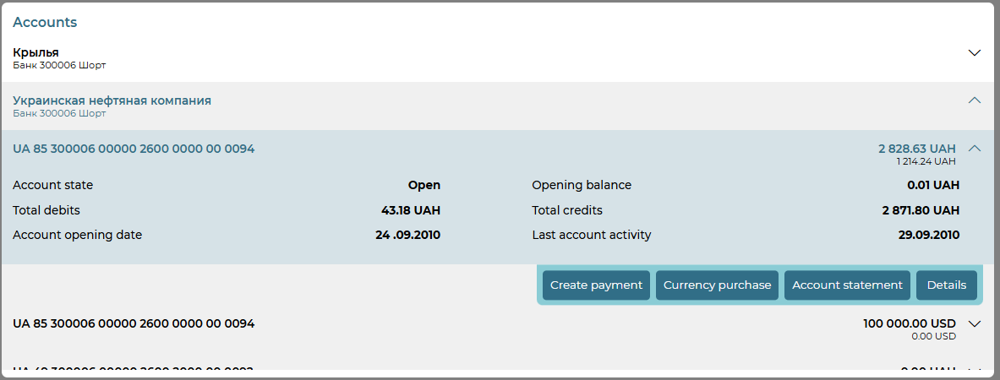 Accounts
Крылья
Банк 300006 Шорт
Украинская нефтяная компания
Банк 300006 Шорт
UA 85 300006 00000 2600 0000 00 0094 2 828.63 UAH
1 214.24 UAH
Account state Open Opening balance 0.01 UAH
Total debits 43.18 UAH Total credits 2 871.80 UAH
Account opening date 24 .09.2010 Last account activity 29.09.2010
Create payment Currency purchase Account statement Details
UA 85 300006 00000 2600 0000 00 0094 100 000.00 USD
0.00 USD